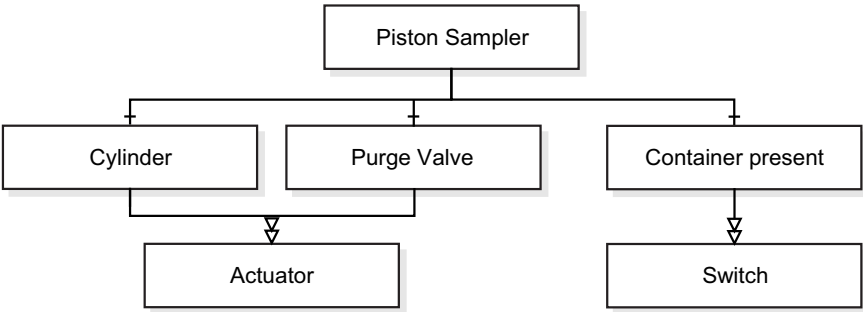 Piston Sampler
Cylinder
Purge Valve
Container present
Actuator
Switch